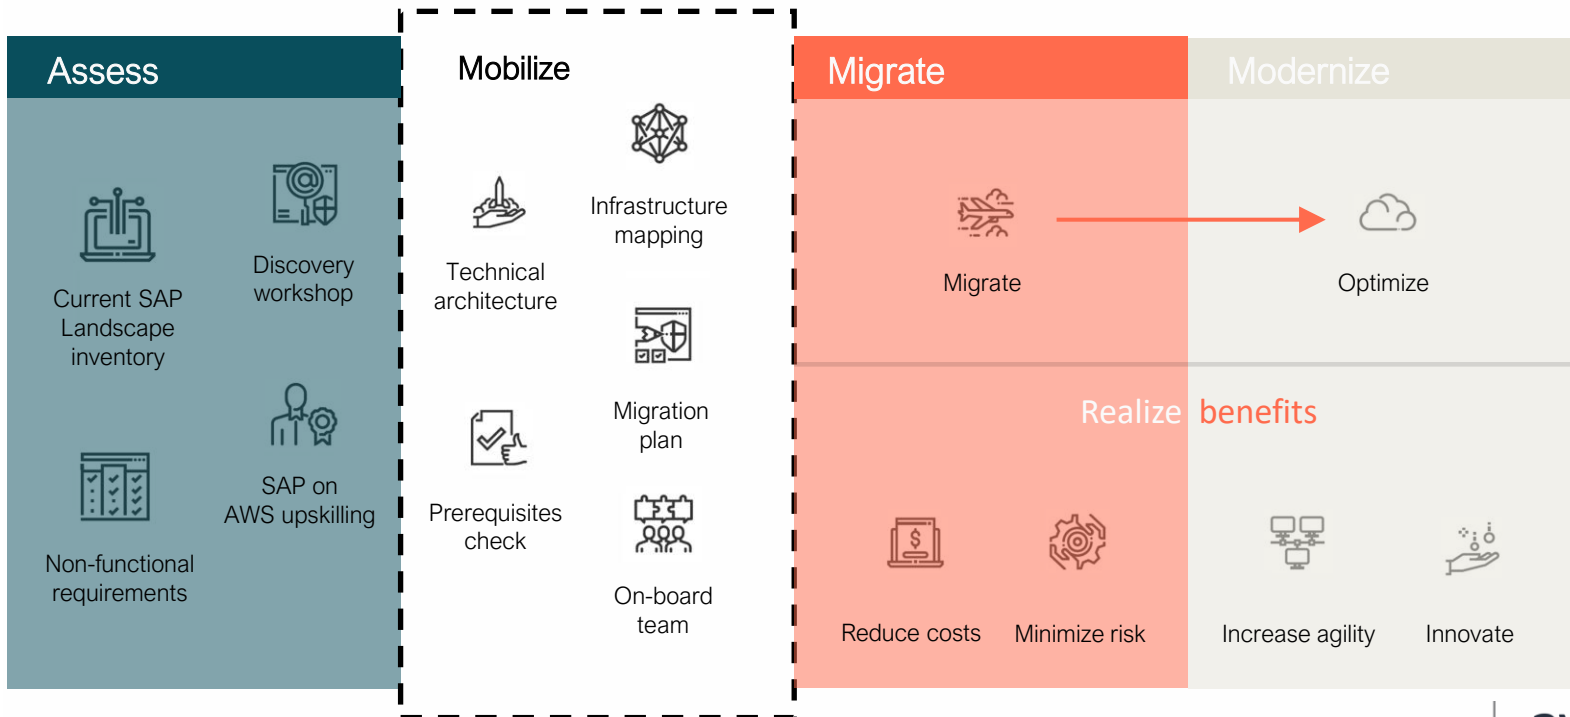 Assess
Current SAP
Landscape
inventory
Discovery
workshop
Non-functional
requirements
SAP on
AWS upskilling
Mobilize
Technical
architecture
Infrastructure
mapping
Migration
plan
Prerequisites
check
On-board
team
Migrate
Modernize
Migrate
Optimize
Realize benefits
Reduce costs
Minimize risk
Increase agility
Innovate